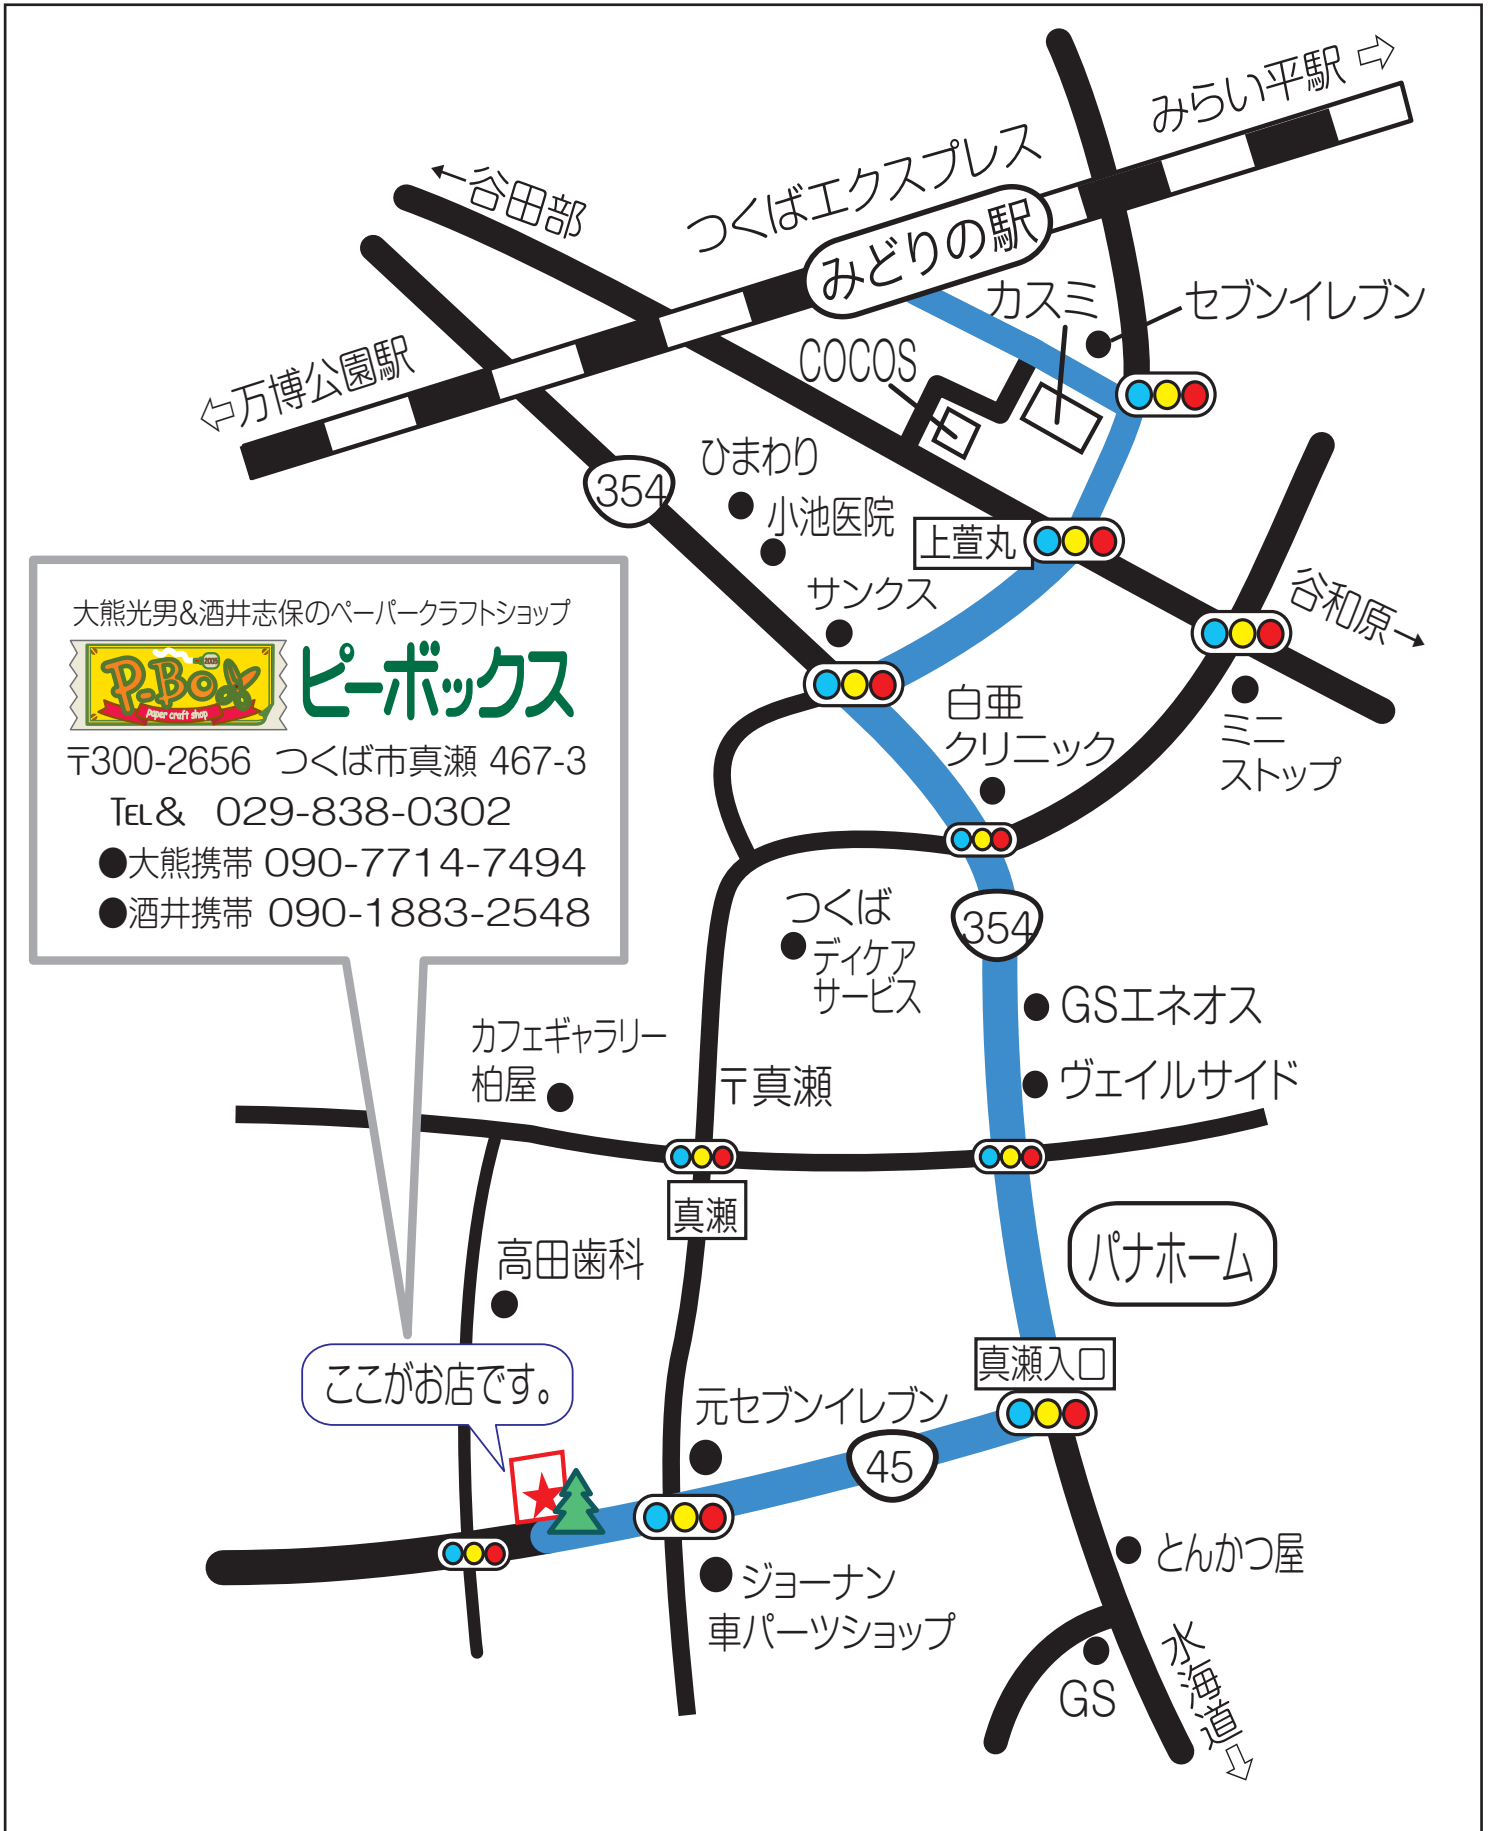 みらい平駅
つくばエクスプレス
←谷田部
みどりの駅
カスミ
セブンイレブン
COCOS
万博公園駅
354
ひまわり
小池医院
上萱丸
サンクス
谷和原→
大熊光男&酒井志保のペーパークラフトショップ
P-BOX
2005
paper craft shop
ピーボックス
〒300-2656 つくば市真瀬 467-3
TEL& 029-838-0302
●大熊携帯 090-7714-7494
●酒井携帯 090-1883-2548
白亜
クリニック
ミニ
ストップ
つくば
ディケア
サービス
354
GSエネオス
カフェギャラリー
柏屋
〒真瀬
ヴェイルサイド
真瀬
高田歯科
パナホーム
真瀬入口
ここがお店です。
元セブンイレブン
45
とんかつ屋
ジョーナン
車パーツショップ
GS
水海道